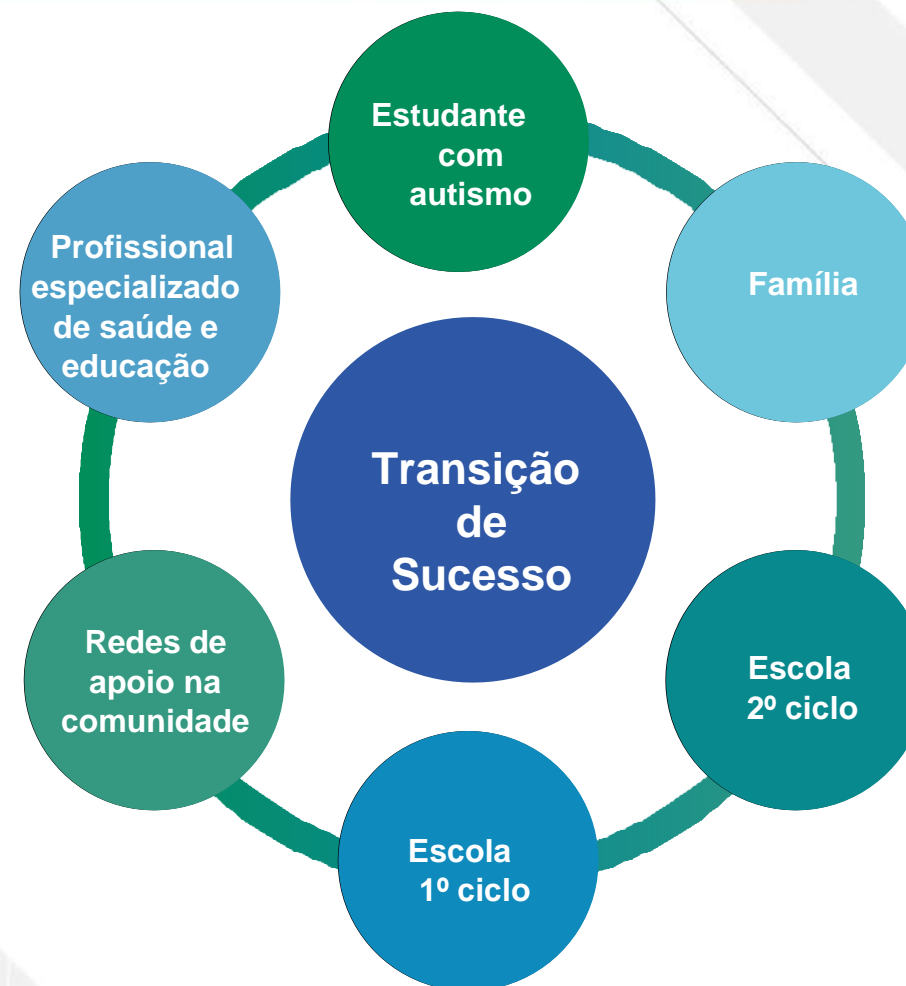 Estudante
com
autismo
Profissional
especializado
de saúde e
educação
Família
Transição
de
Sucesso
Redes de
apoio na
comunidade
Escola
2º ciclo
Escola
1º ciclo